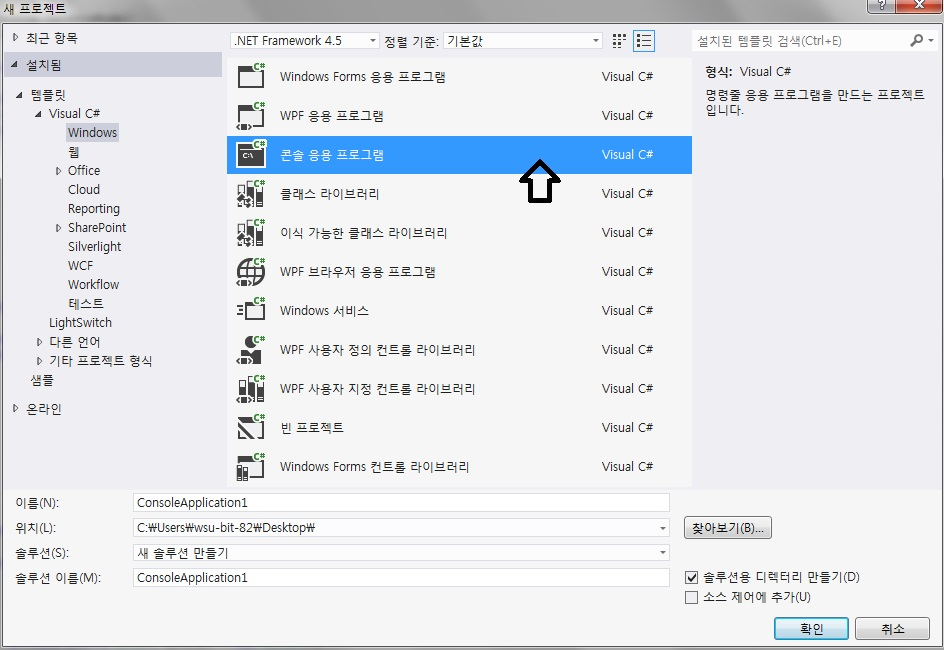 새 프로젝트
최근 항목
.NET Framework 4.5 정렬 기준: 기본값
설치된 템플릿 검색(Ctrl+E)
설치됨
템플릿
Visual C#
Windows
웹
Office
Cloud
Reporting
SharePoint
Silverlight
WCF
Workflow
테스트
LightSwitch
다른 언어
기타 프로젝트 형식
샘플
온라인
Windows Forms 응용 프로그램 Visual C#
WPF 응용 프로그램 Visual C#
콘솔 응용 프로그램 Visual C#
클래스 라이브러리 Visual C#
이식 가능한 클래스 라이브러리 Visual C#
WPF 브라우저 응용 프로그램 Visual C#
Windows 서비스 Visual C#
WPF 사용자 정의 컨트롤 라이브러리 Visual C#
WPF 사용자 지정 컨트롤 라이브러리 Visual C#
빈 프로젝트 Visual C#
Windows Forms 컨트롤 라이브러리 Visual C#
형식: Visual C#
명령줄 응용 프로그램을 만드는 프로젝트
입니다.
이름(N): ConsoleApplication1
위치(L): C:₩Users₩wsu-bit-82₩Desktop₩ 찾아보기(B)...
솔루션(S): 새 솔루션 만들기
솔루션 이름(M): ConsoleApplication1
솔루션용 디렉터리 만들기(D)
소스 제어에 추가(U)
확인 취소